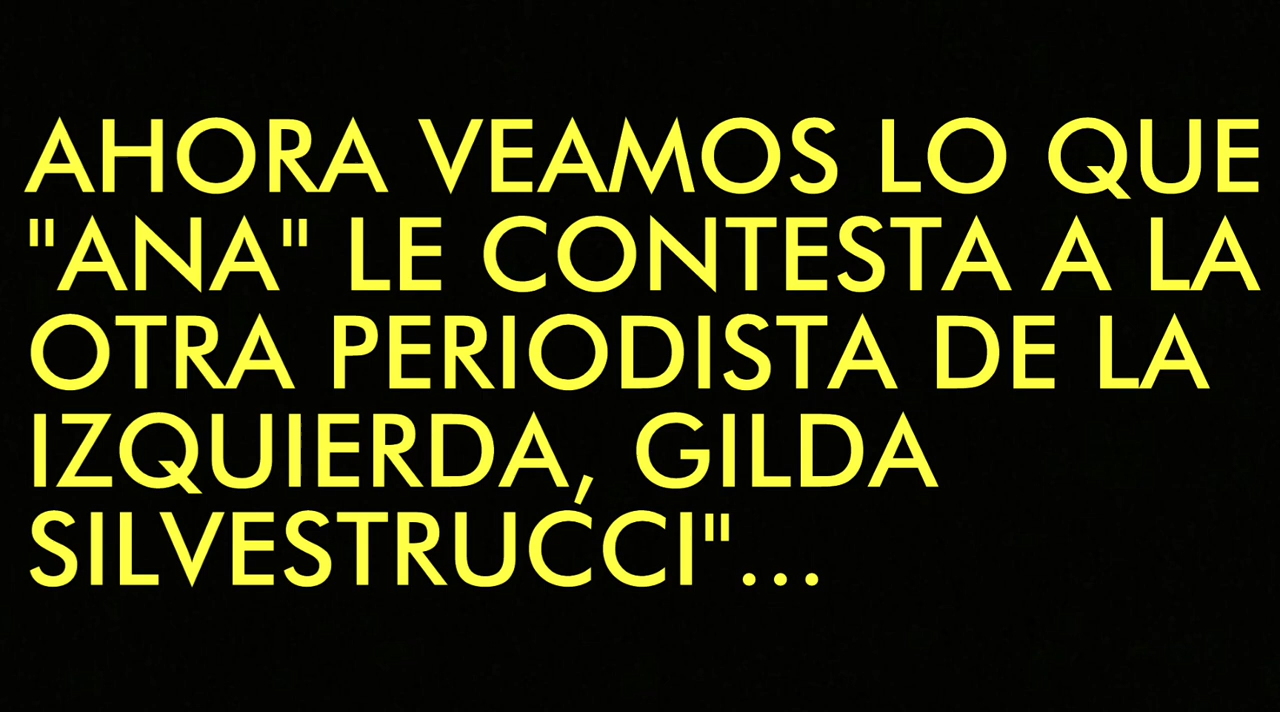 AHORA VEAMOS LO QUE
"ANA" LE CONTESTA A LA
OTRA PERIODISTA DE LA
IZQUIERDA, GILDA
SILVESTRUCCI"...